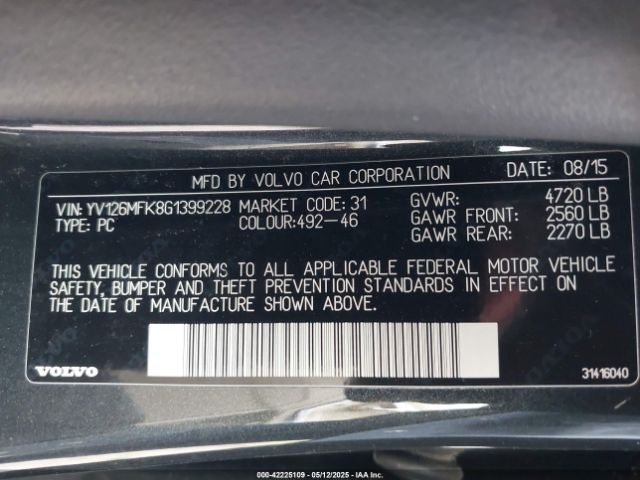 MFD BY VOLVO CAR CORPORATION DATE: 08/15
VIN: YV126MFK8G1399228 MARKET CODE: 31 GVWR: 4720 LB
TYPE: PC COLOUR:492-46 GAWR FRONT: 2560 LB
GAWR REAR: 2270 LB
THIS VEHICLE CONFORMS TO ALL APPLICABLE FEDERAL MOTOR VEHICLE
SAFETY, BUMPER AND THEFT PREVENTION STANDARDS IN EFFECT ON
THE DATE OF MANUFACTURE SHOWN ABOVE.
VOLVO 31416040
000-42225109 - 05/12/2025 - IAA Inc.